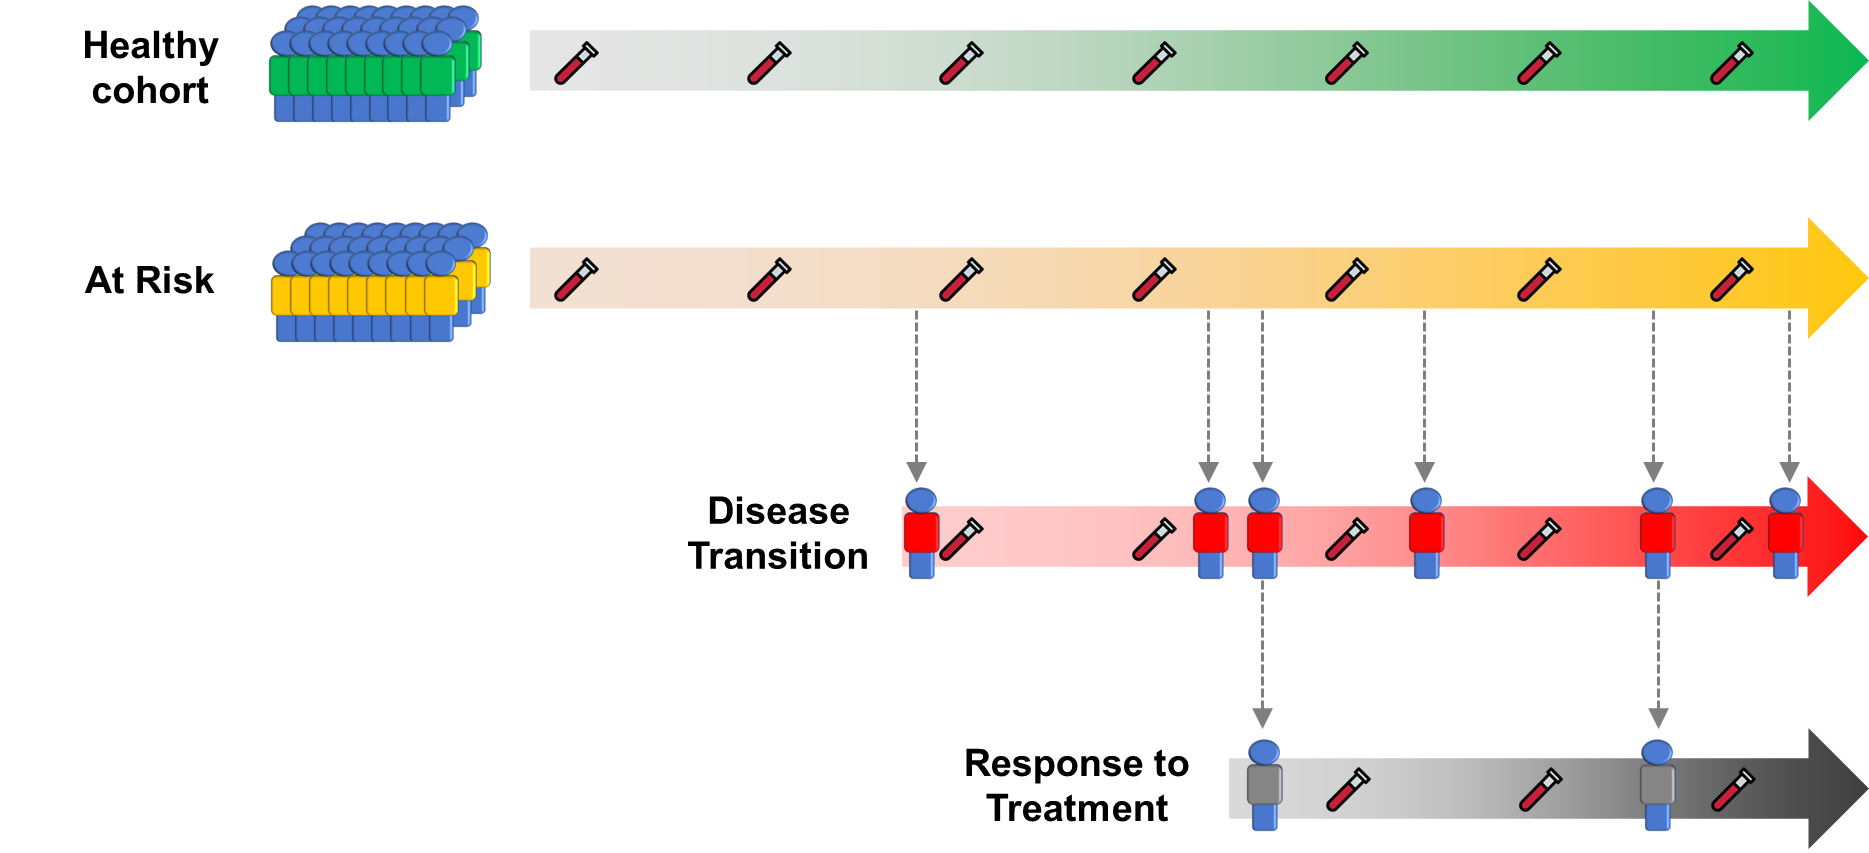 Healthy
cohort
At Risk
Disease
Transition
Response to
Treatment